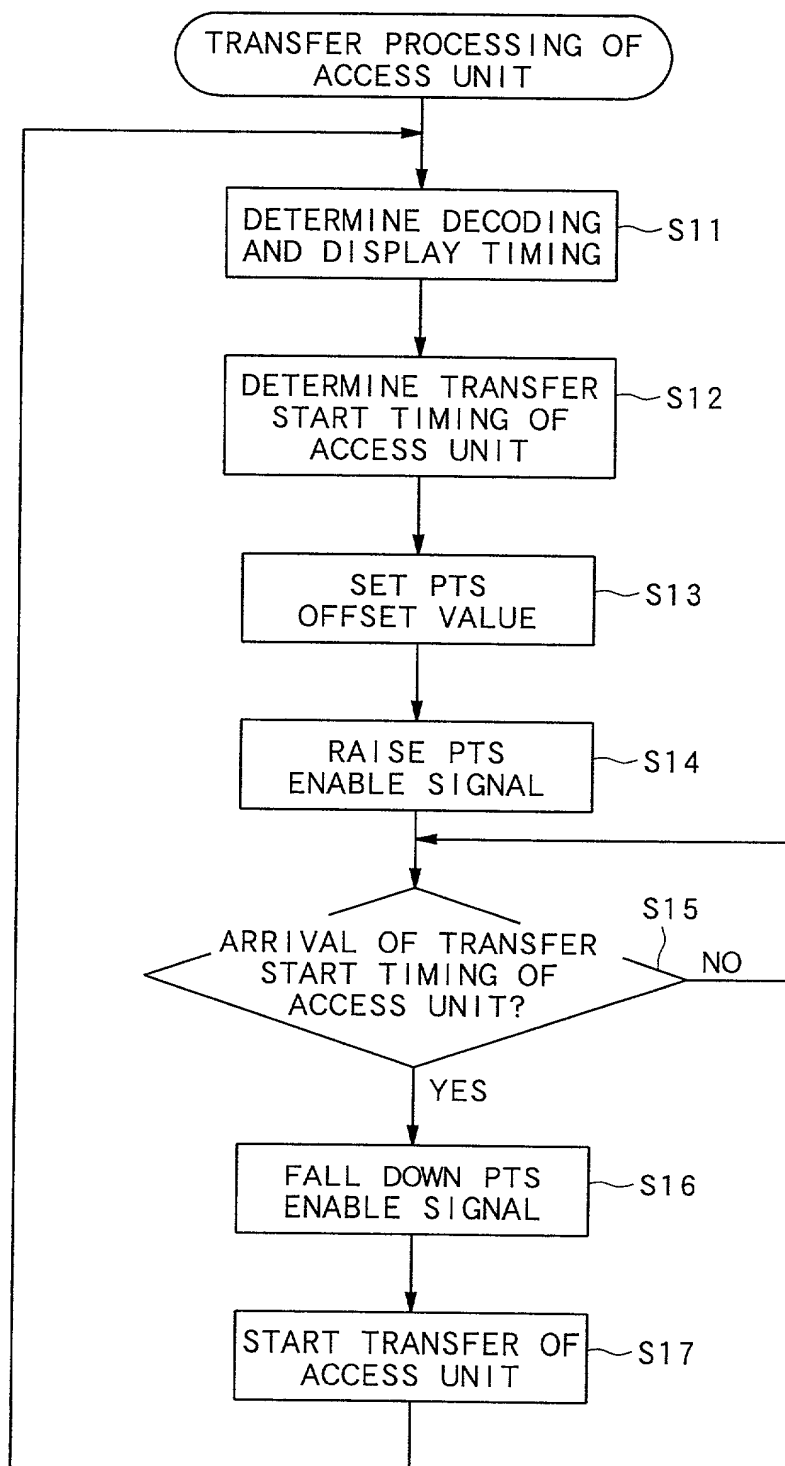 TRANSFER PROCESSING OF
ACCESS UNIT
DETERMINE DECODING
AND DISPLAY TIMING
S11
DETERMINE TRANSFER
START TIMING OF
ACCESS UNIT
S12
SET PTS
OFFSET VALUE
S13
RAISE PTS
ENABLE SIGNAL
S14
ARRIVAL OF TRANSFER
START TIMING OF
ACCESS UNIT?
S15
NO
YES
FALL DOWN PTS
ENABLE SIGNAL
S16
START TRANSFER OF
ACCESS UNIT
S17